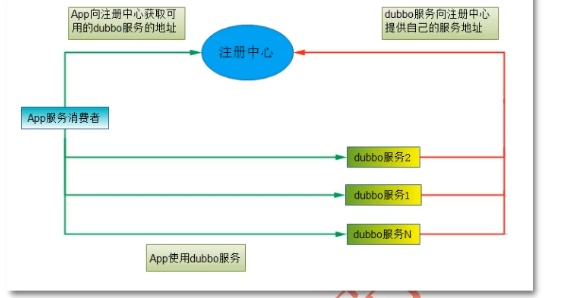 App向注册中心获取可
用的dubbo服务的地址
dubbo服务向注册中心
提供自己的服务地址
注册中心
App服务消费者
dubbo服务2
dubbo服务1
dubbo服务N
App使用dubbo服务